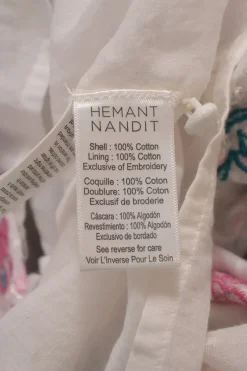 HEMANT
NANDIT
Shell : 100% Cotton
Lining : 100% Cotton
Exclusive of Embroidery
Coquille : 100% Coton
Doublure : 100% Coton
Exclusif de broderie
Cáscara : 100% Algodón
Revestimiento : 100% Algodón
Exclusivo de bordado
See reverse for care
Voir L'Inverse Pour Le Soin